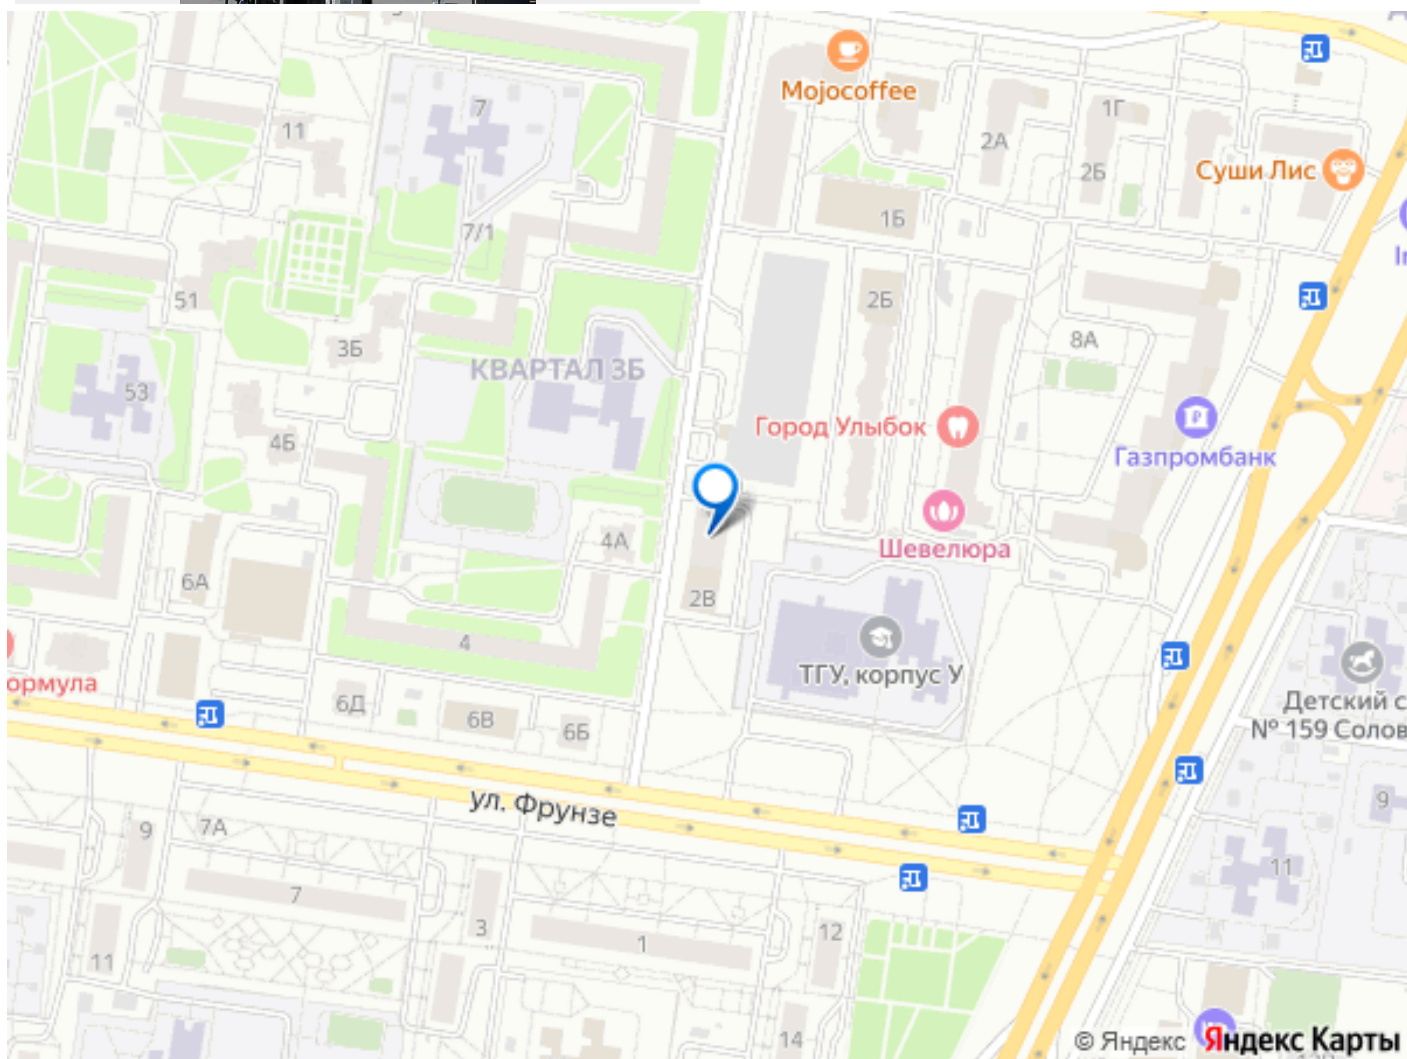 Mojocoffee
7
11
1Г
2А
2Б
Суши Лис
1Б
7/1
51
2Б
3Б
8А
КВАРТАЛ 3Б
53
Город Улыбок
4Б
Газпромбанк
Шевелюра
4А
6А
2В
4
ТГУ, корпус У
ормула
6Д
6В
6Б
Детский с
№ 159 Солов
ул. Фрунзе
9
7А
9
11
7
3
1
12
11
14
© Яндекс Яндекс Карты